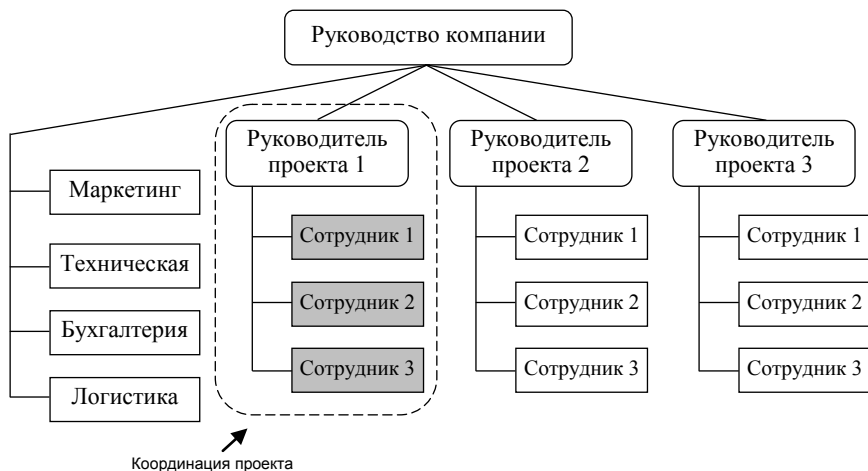 Руководство компании
Руководитель
проекта 1
Руководитель
проекта 2
Руководитель
проекта 3
Маркетинг
Техническая
Бухгалтерия
Логистика
Сотрудник 1
Сотрудник 2
Сотрудник 3
Сотрудник 1
Сотрудник 2
Сотрудник 3
Сотрудник 1
Сотрудник 2
Сотрудник 3
Координация проекта